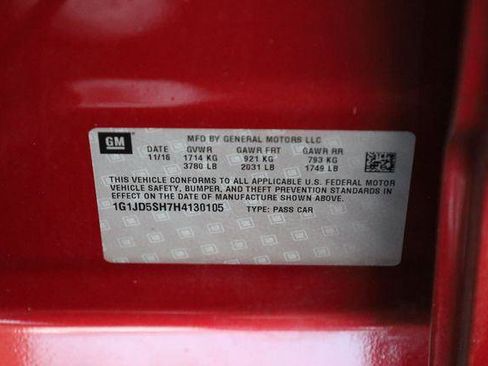 GM
MFD BY GENERAL MOTORS LLC
DATE GVWR GAWR FRT GAWR RR
11/16 1714 KG 921 KG 793 KG
3780 LB 2031 LB 1749 LB
THIS VEHICLE CONFORMS TO ALL APPLICABLE U.S. FEDERAL MOTOR
VEHICLE SAFETY, BUMPER, AND THEFT PREVENTION STANDARDS IN
EFFECT ON THE DATE OF MANUFACTURE SHOWN ABOVE.
1G1JD5SH7H4130105 TYPE: PASS CAR